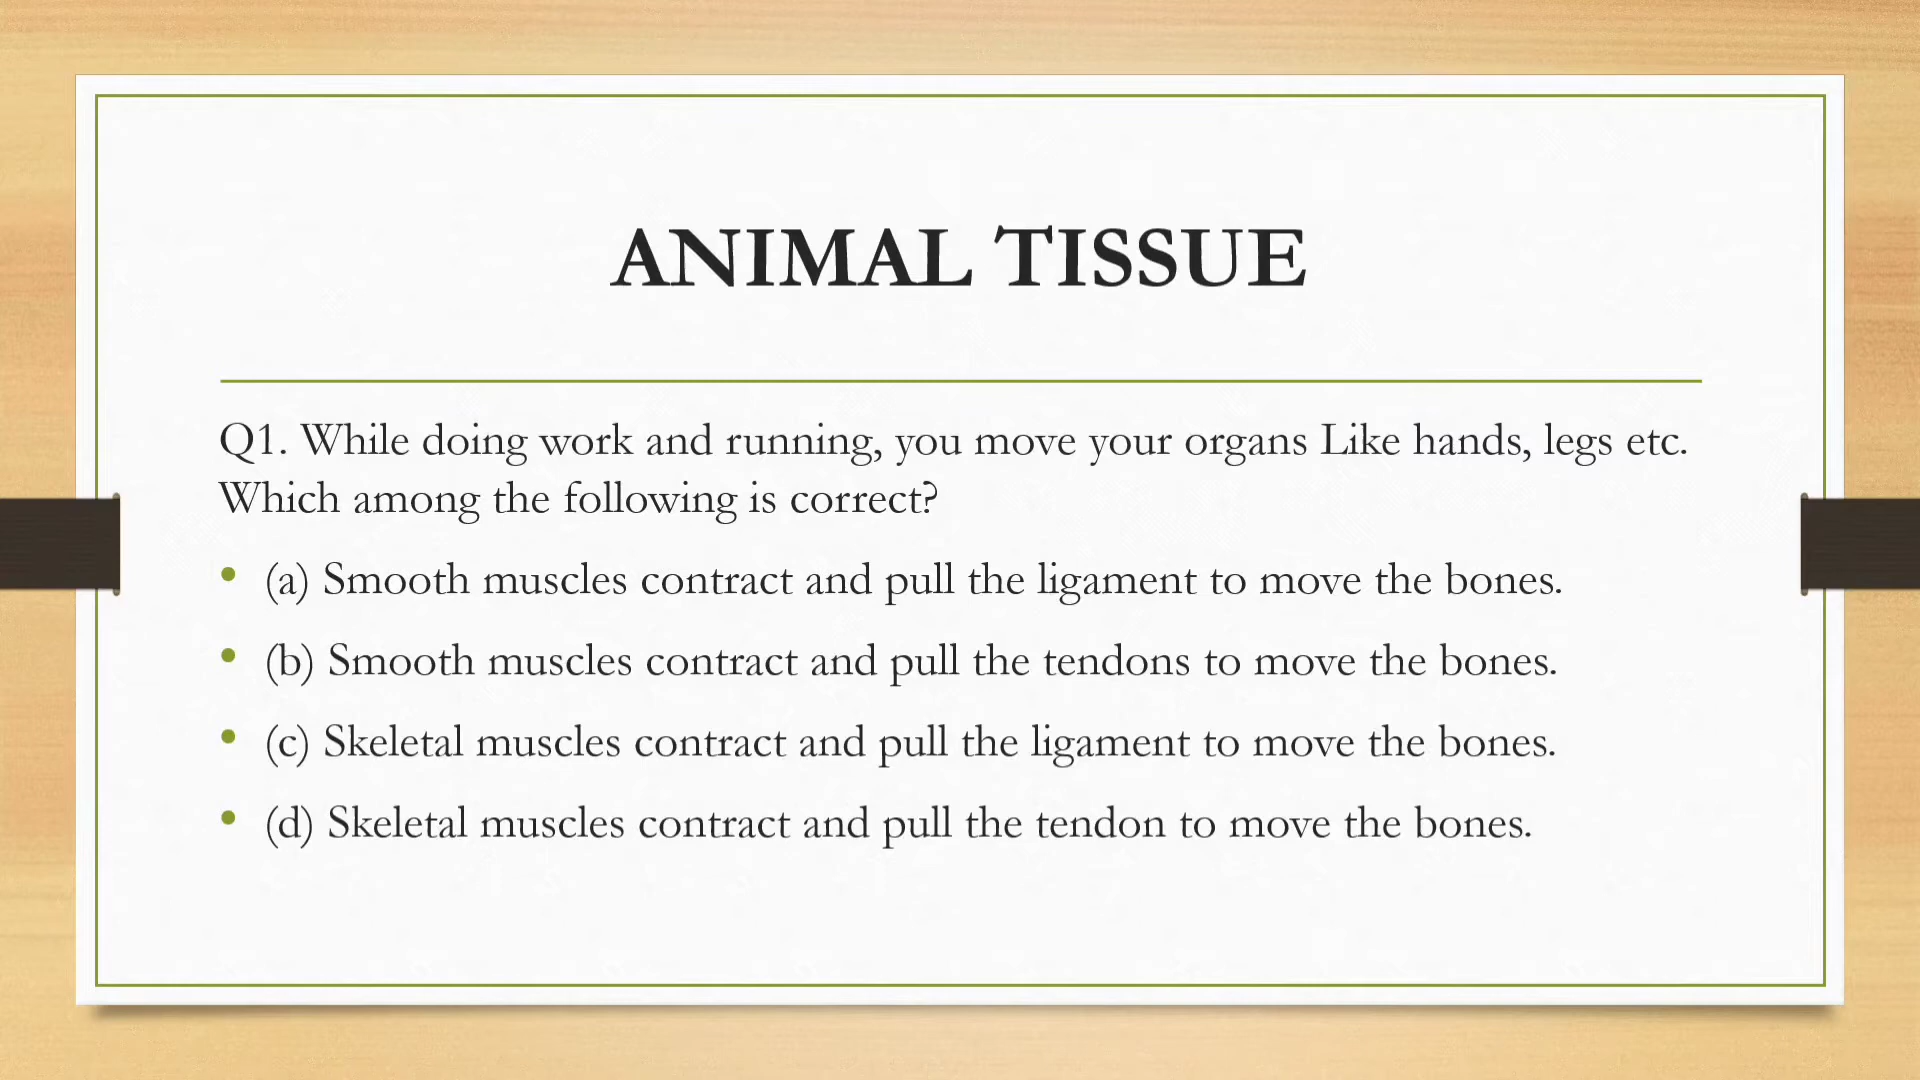 ANIMAL TISSUE
Q1. While doing work and running, you move your organs Like hands, legs etc.
Which among the following is correct?
• (a) Smooth muscles contract and pull the ligament to move the bones.
• (b) Smooth muscles contract and pull the tendons to move the bones.
• (c) Skeletal muscles contract and pull the ligament to move the bones.
• (d) Skeletal muscles contract and pull the tendon to move the bones.